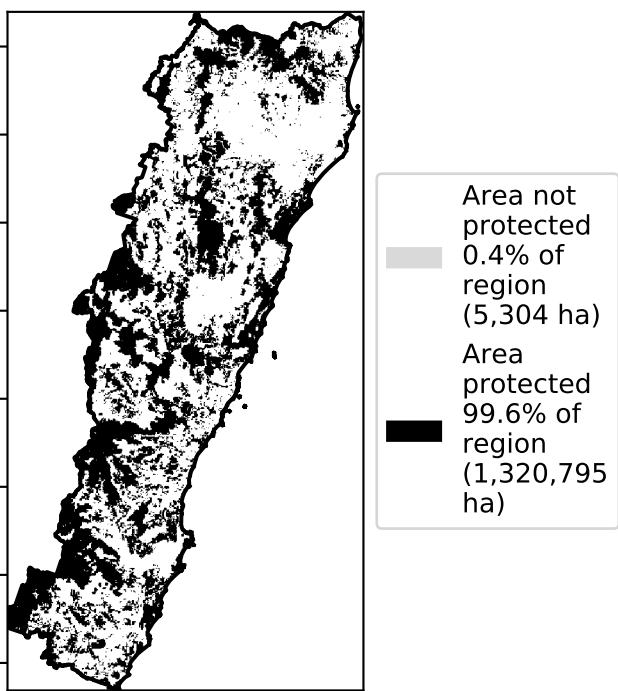 Area not
protected
0.4% of
region
(5,304 ha)
Area
protected
99.6% of
region
(1,320,795
ha)